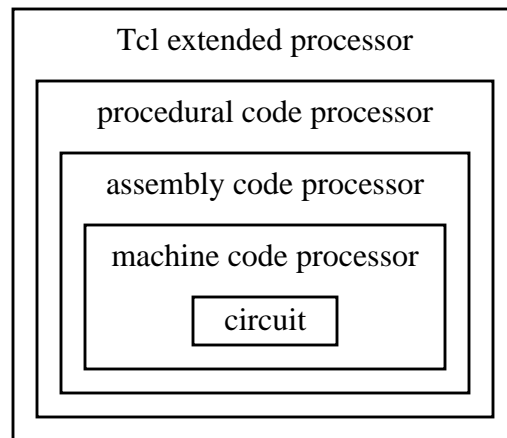 Tcl extended processor
procedural code processor
assembly code processor
machine code processor
circuit